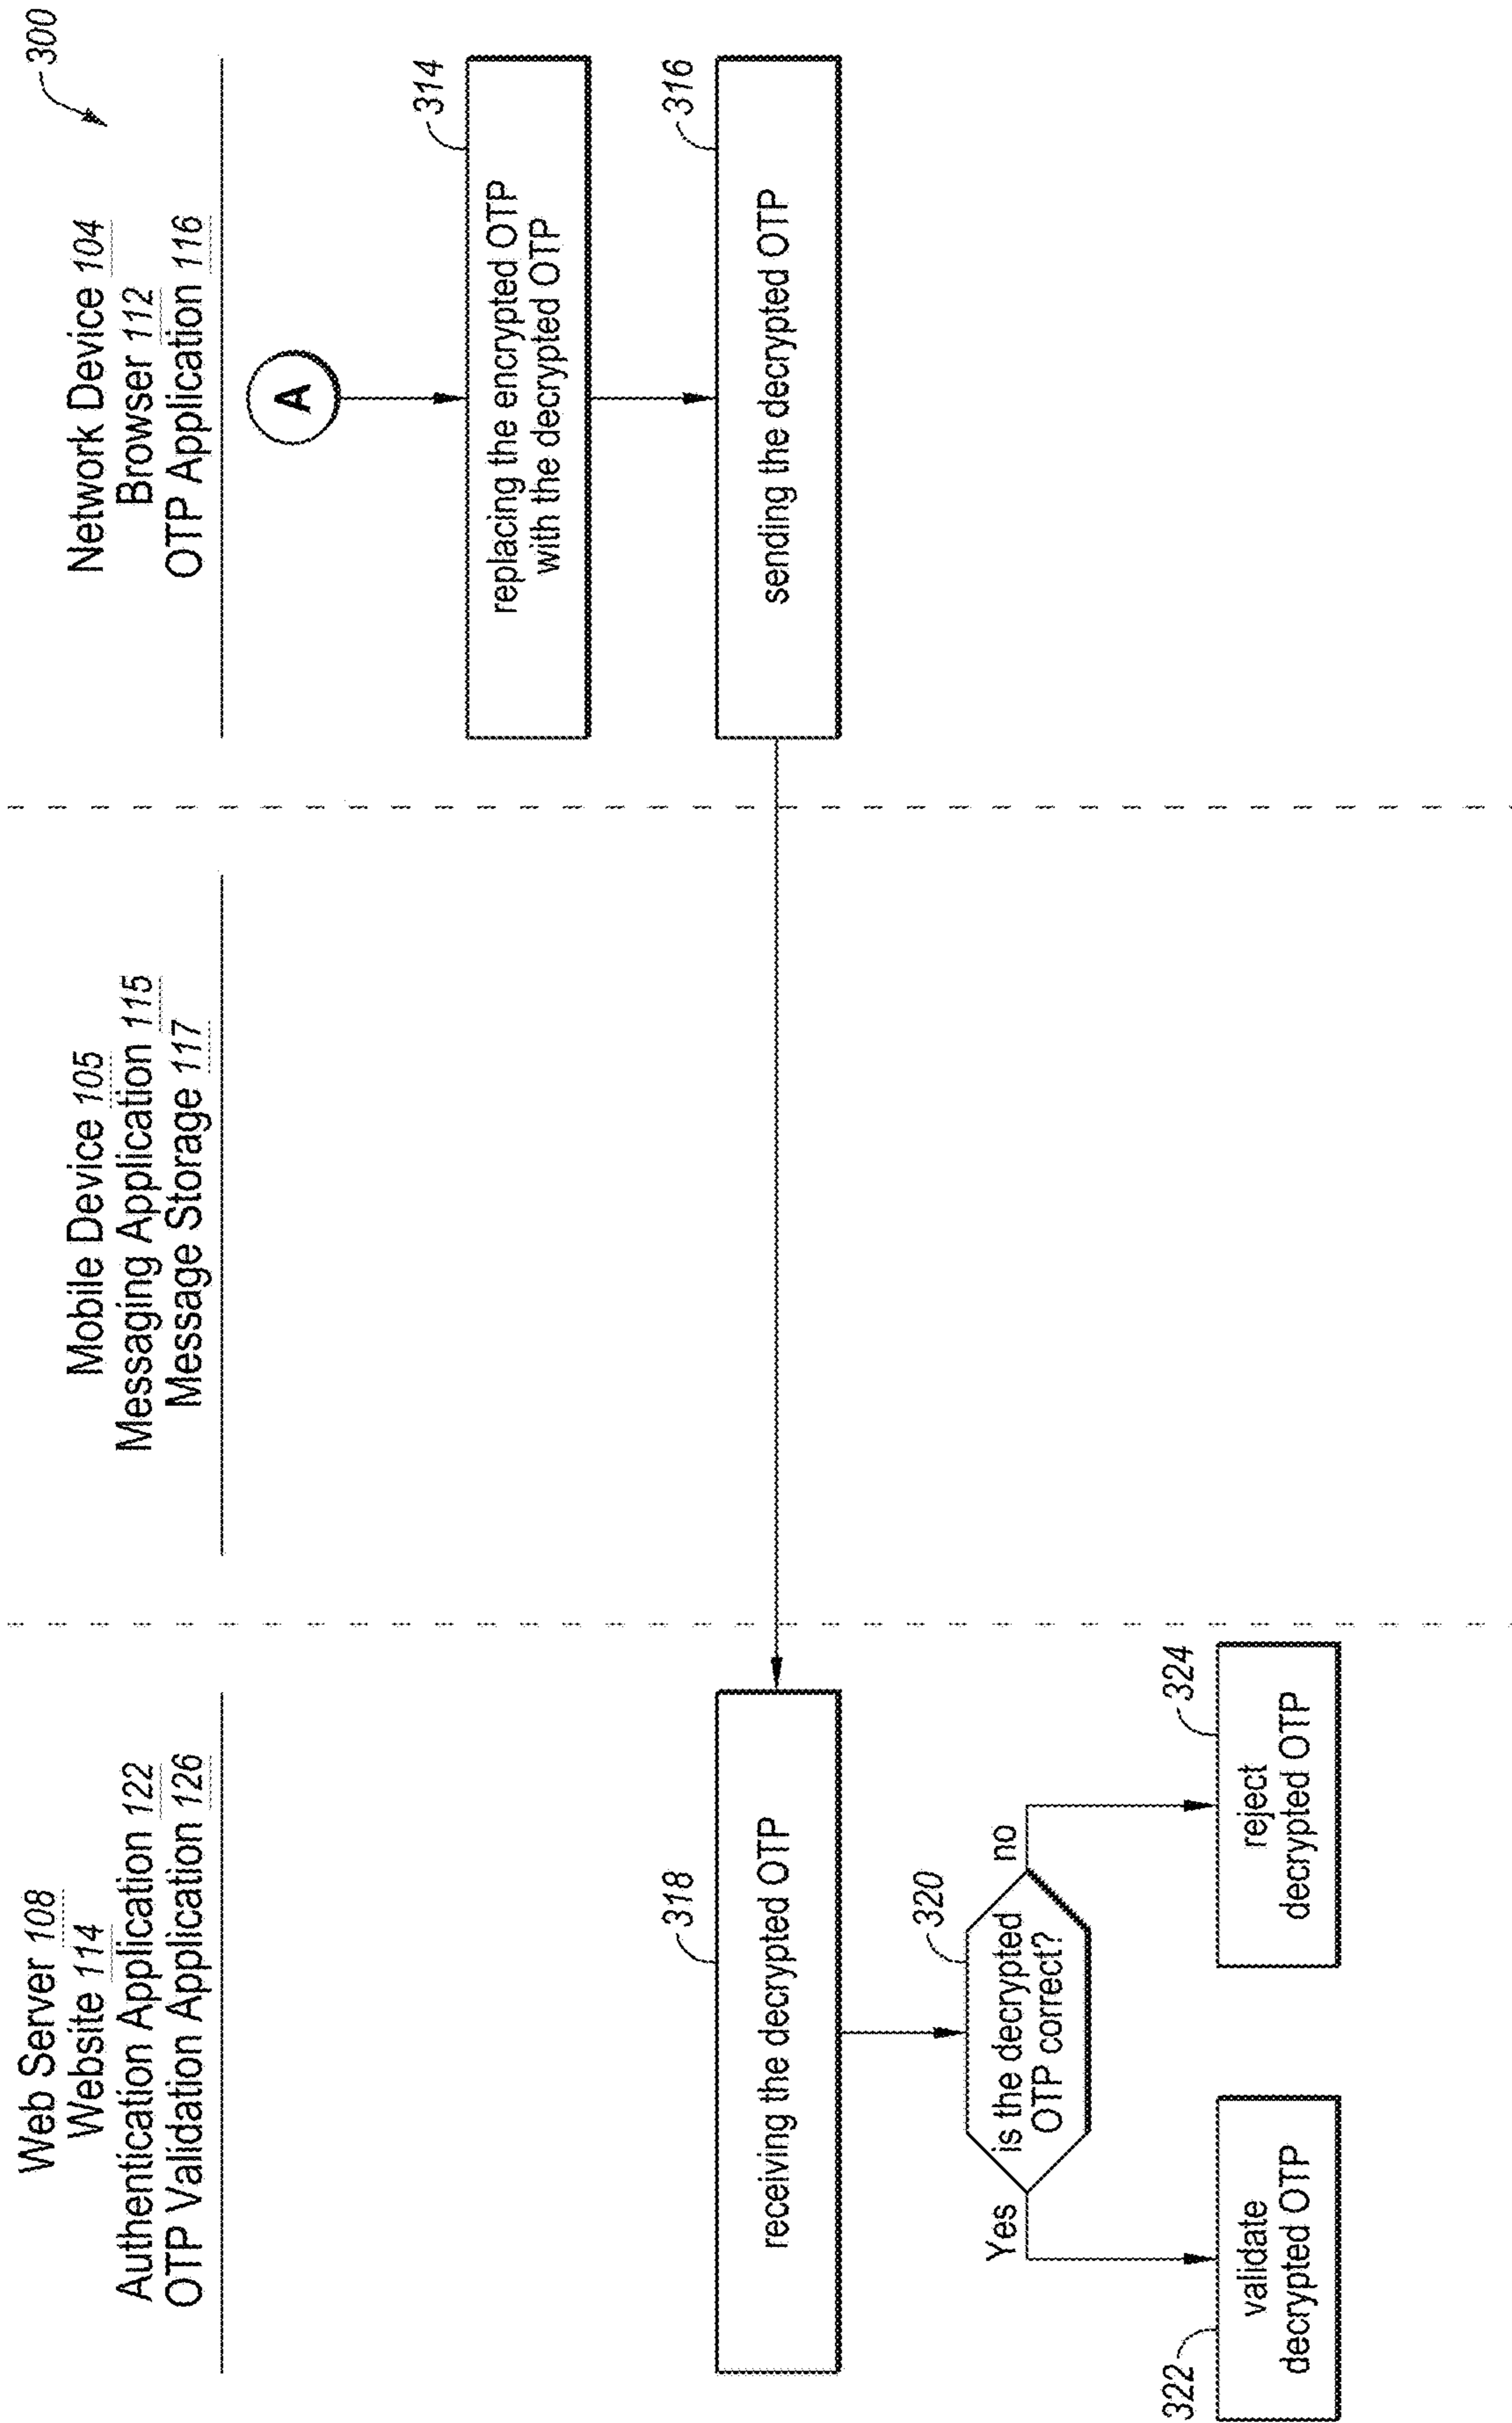 300
Web Server 108
Website 114
Authentication Application 122
OTP Validation Application 126
Mobile Device 105
Messaging Application 115
Message Storage 117
Network Device 104
Browser 112
OTP Application 116
A
314
replacing the encrypted OTP
with the decrypted OTP
316
sending the decrypted OTP
318
receiving the decrypted OTP
320
is the decrypted
OTP correct?
Yes
no
322
validate
decrypted OTP
324
reject
decrypted OTP